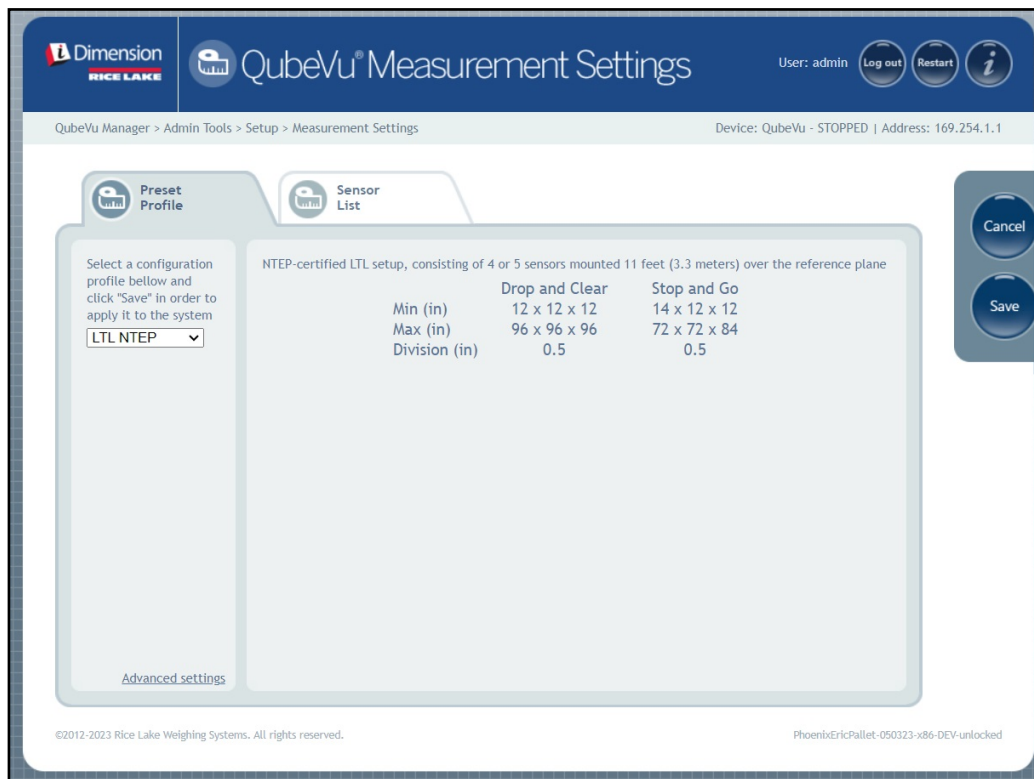 iDimension
RICE LAKE
QubeVu® Measurement Settings
User: admin
Log out
Restart
i
QubeVu Manager > Admin Tools > Setup > Measurement Settings
Device: QubeVu - STOPPED | Address: 169.254.1.1
Preset
Profile
Sensor
List
Cancel
Save
Select a configuration
profile bellow and
click "Save" in order to
apply it to the system
LTL NTEP
Advanced settings
NTEP-certified LTL setup, consisting of 4 or 5 sensors mounted 11 feet (3.3 meters) over the reference plane
Drop and Clear Stop and Go
Min (in) 12 x 12 x 12 14 x 12 x 12
Max (in) 96 x 96 x 96 72 x 72 x 84
Division (in) 0.5 0.5
©2012-2023 Rice Lake Weighing Systems. All rights reserved.
PhoenixEricPallet-050323-x86-DEV-unlocked